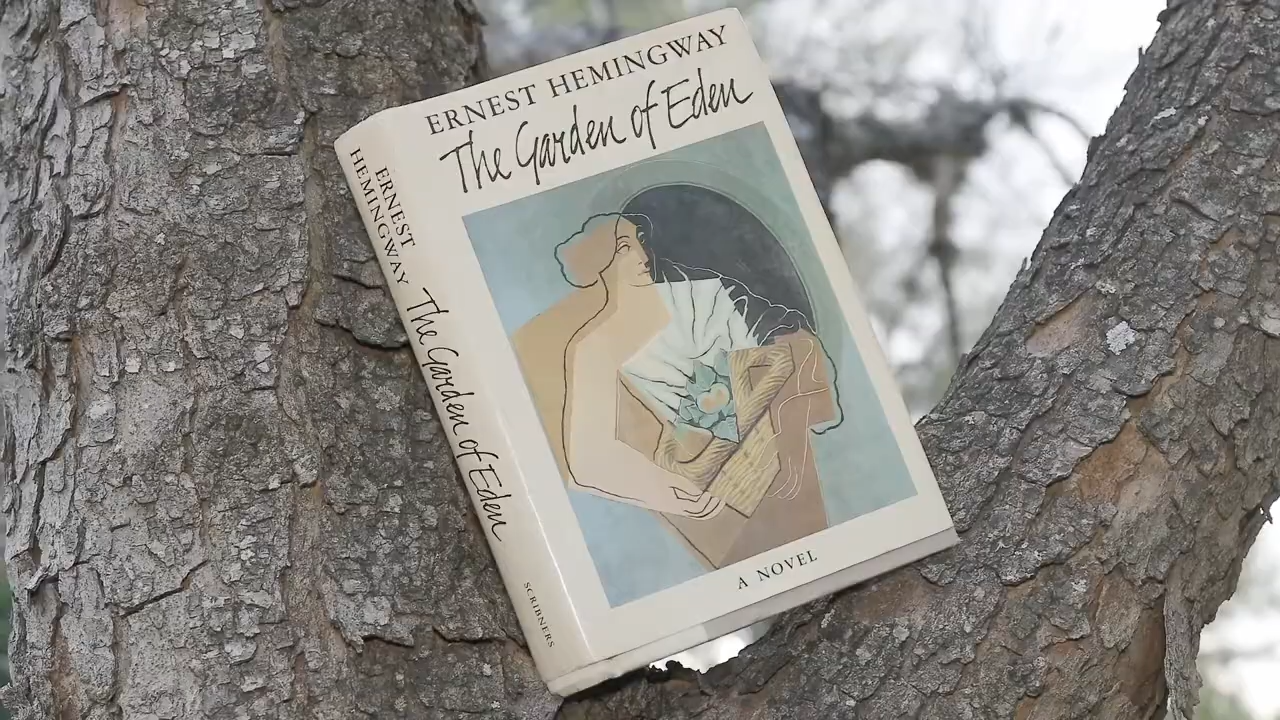 ERNEST HEMINGWAY
The Garden of Eden
A NOVEL
ERNEST
HEMINGWAY
The Garden of Eden
SCRIBNERS